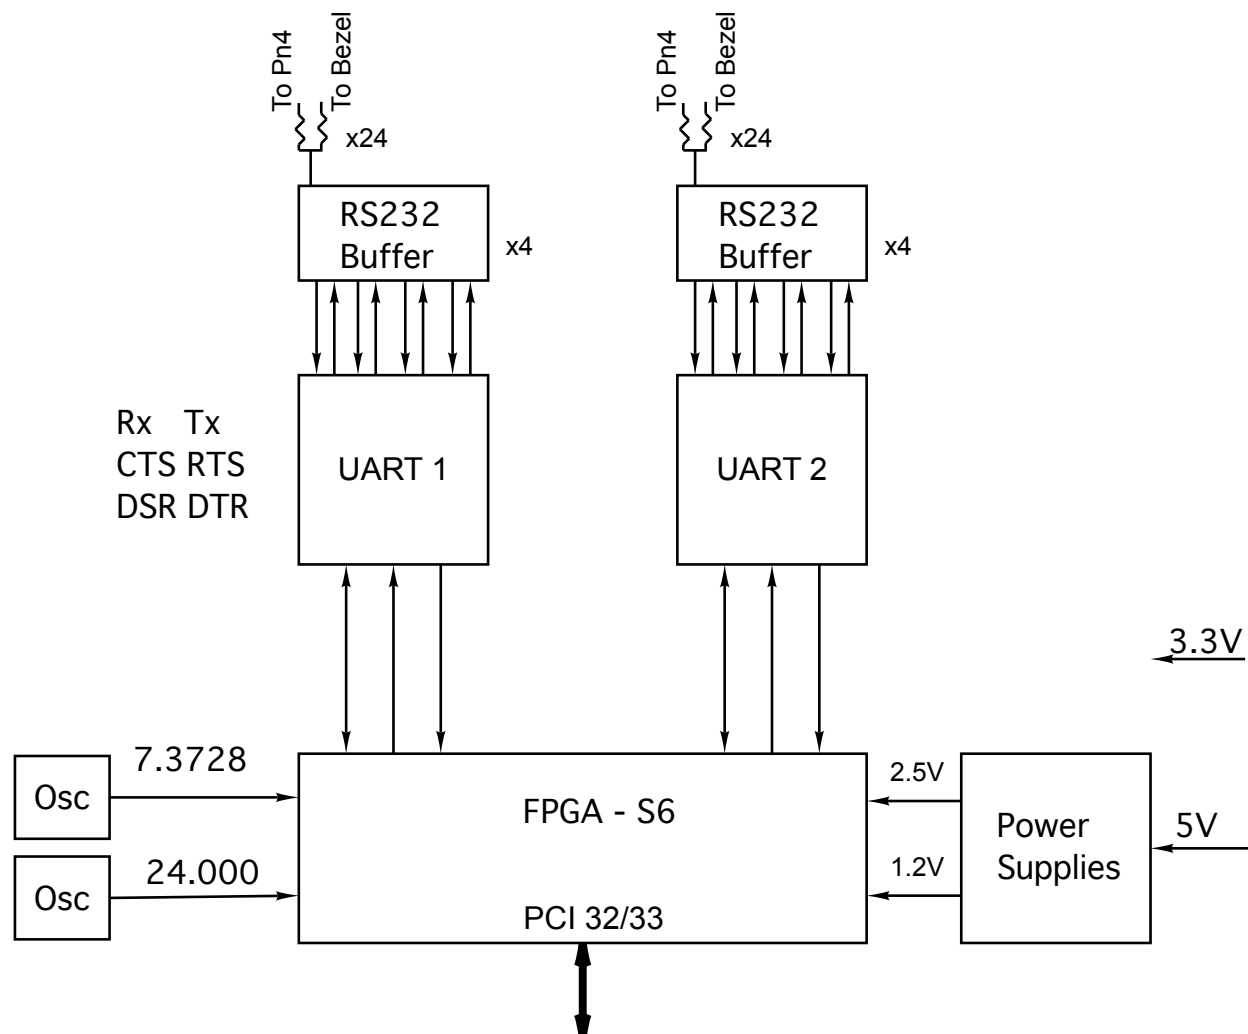 To Pn4
To Bezel
x24
To Pn4
To Bezel
x24
RS232
Buffer
x4
RS232
Buffer
x4
Rx Tx
CTS RTS
DSR DTR
UART 1
UART 2
3.3V
Osc
7.3728
FPGA - S6
2.5V
Power
Supplies
5V
Osc
24.000
1.2V
PCI 32/33